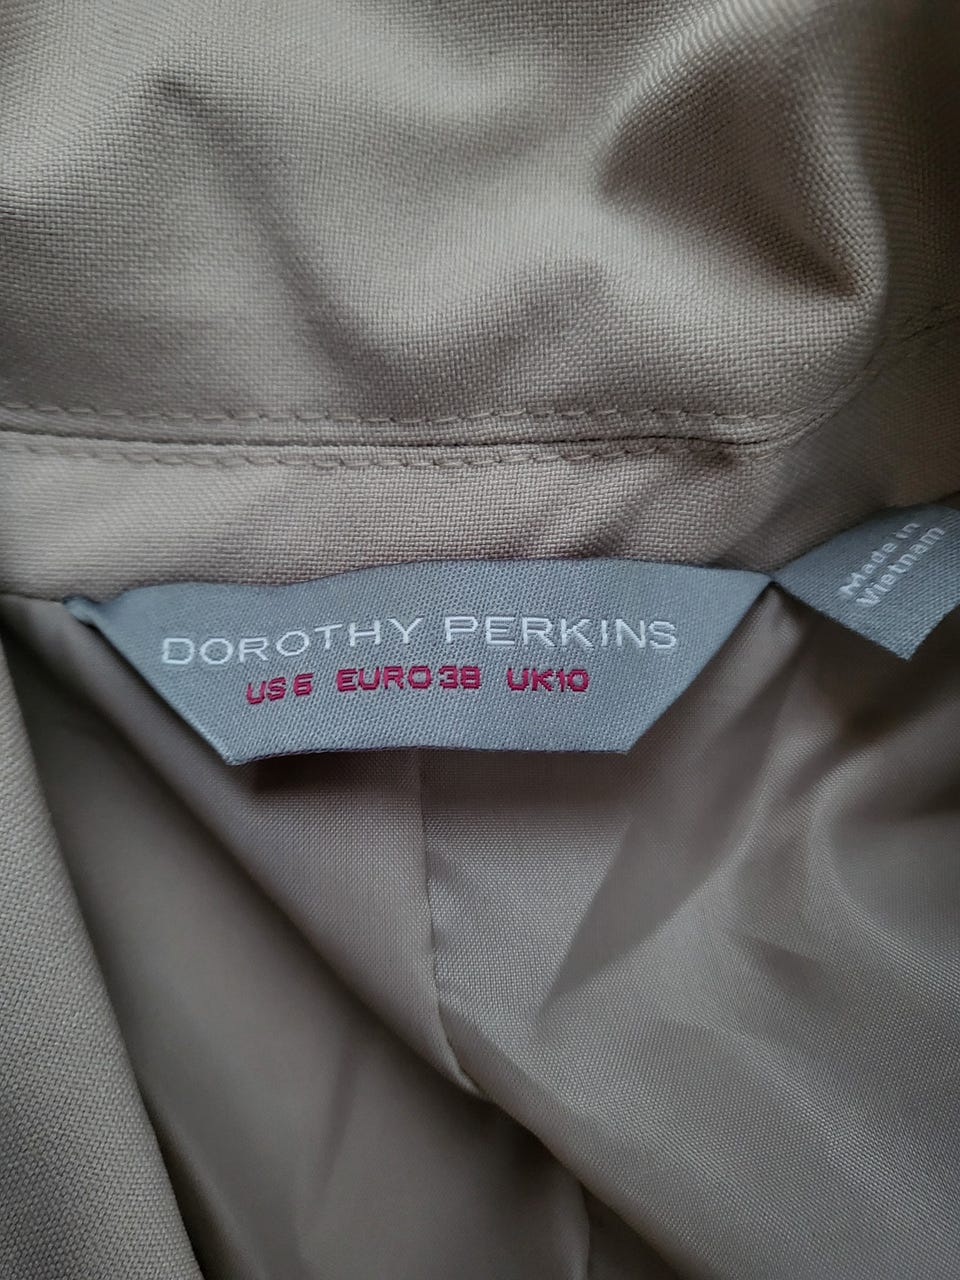 DOROTHY PERKINS
US 6 EURO 38 UK10
Made in
Vietnam